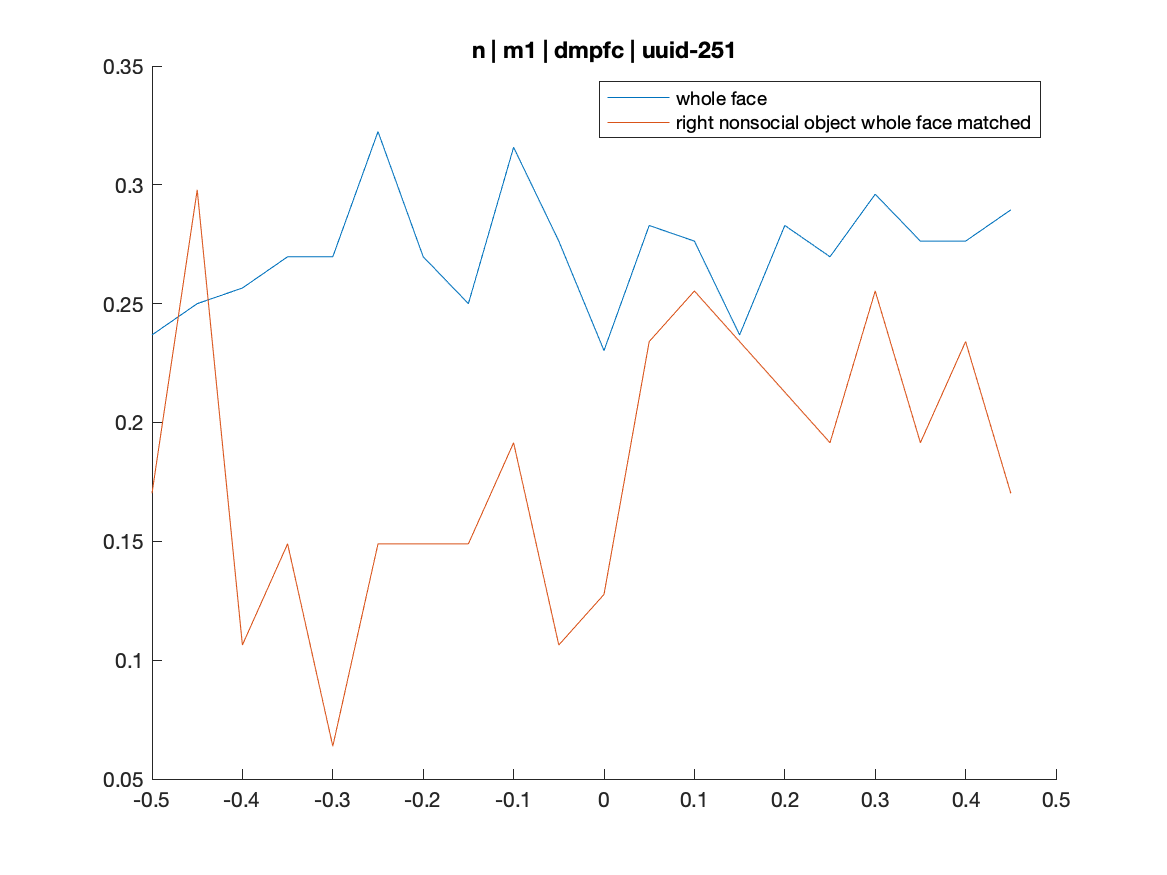 n | m1 | dmpfc | uuid-251
0.35
whole face
right nonsocial object whole face matched
0.3
0.25
0.2
0.15
0.1
0.05
-0.5 -0.4 -0.3 -0.2 -0.1 0 0.1 0.2 0.3 0.4 0.5